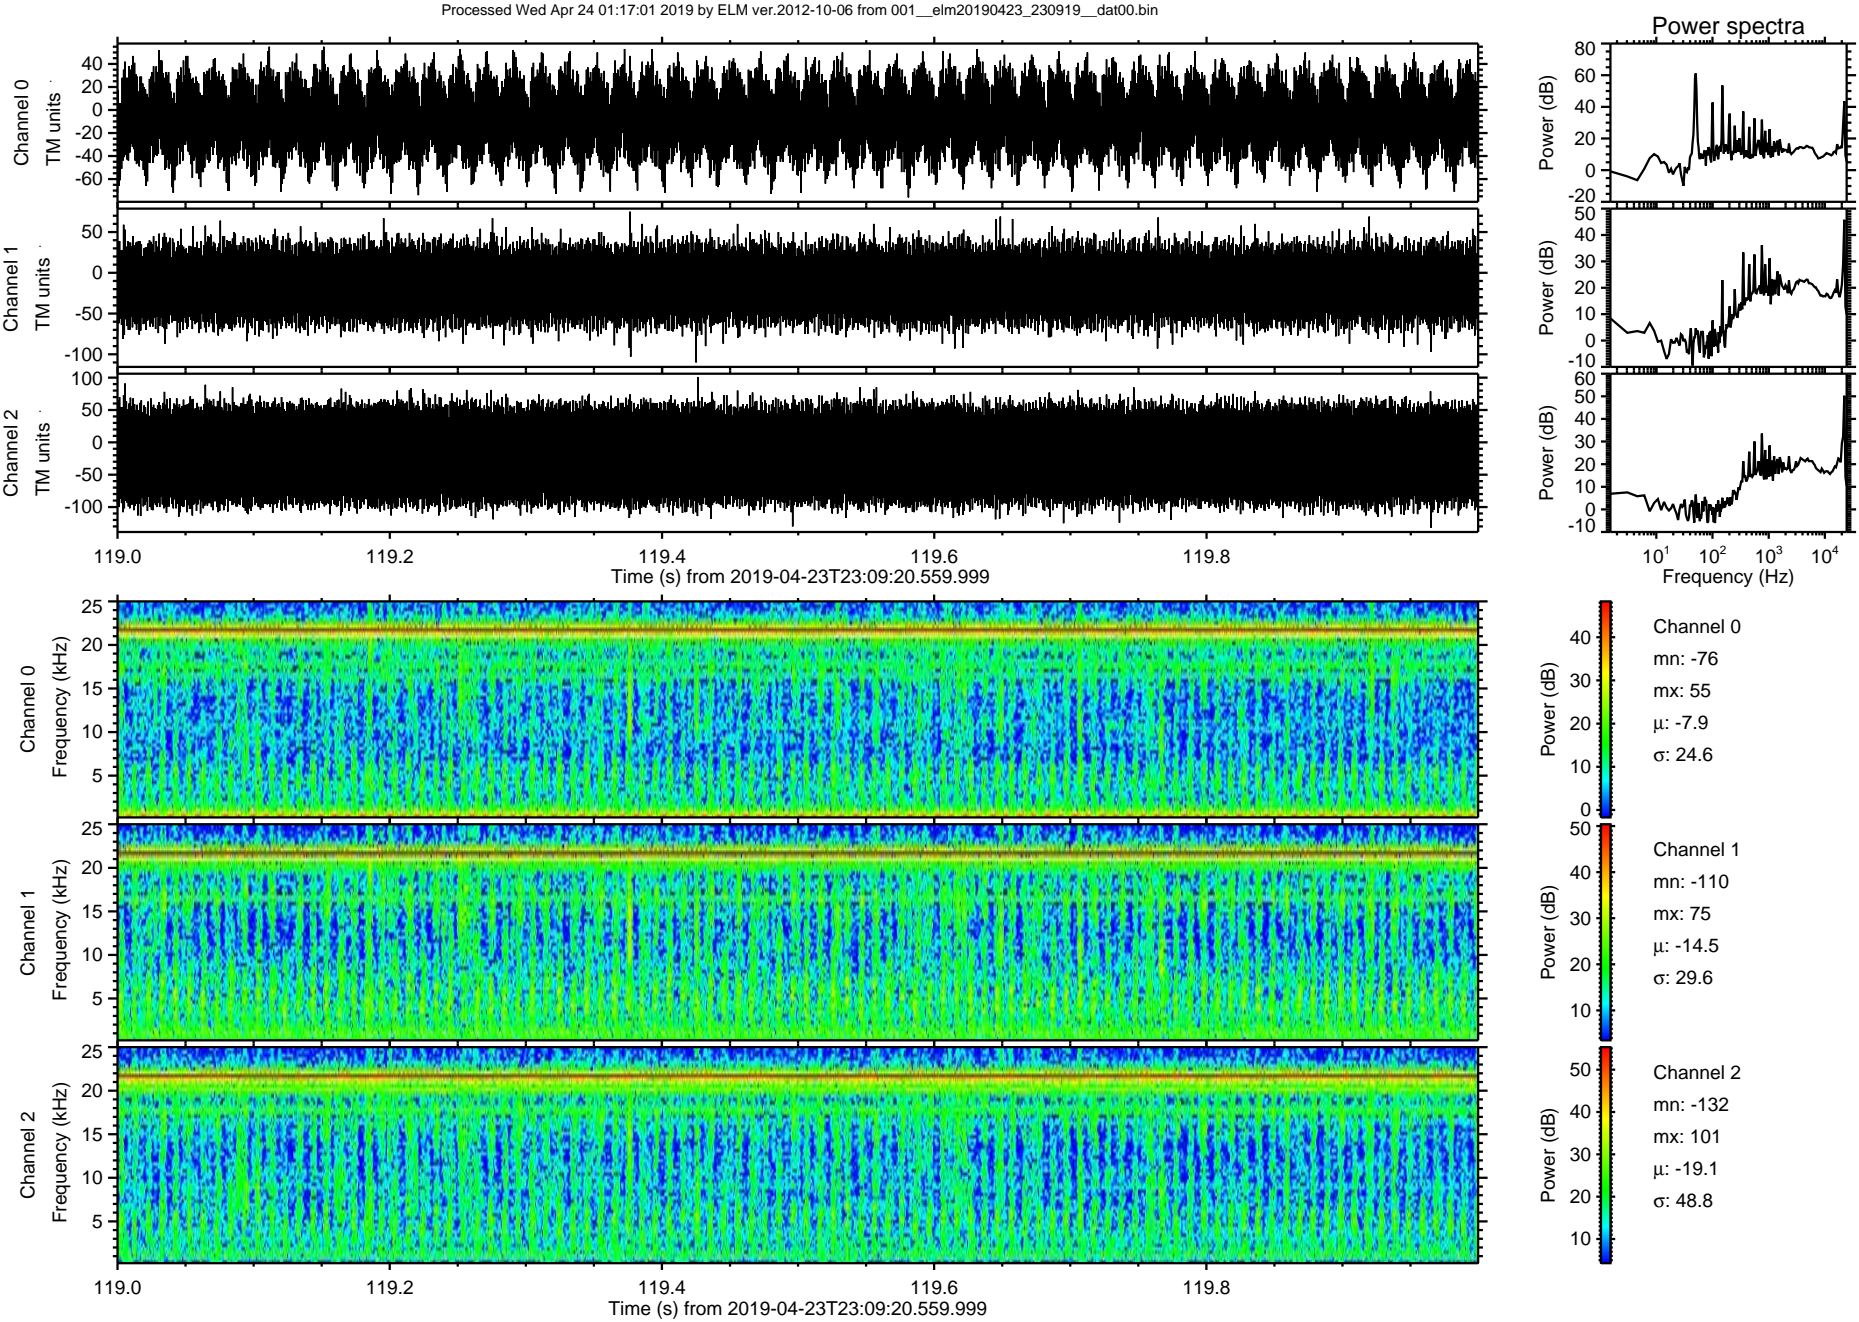 Processed Wed Apr 24 01:17:01 2019 by ELM ver.2012-10-06 from 001__elm20190423_230919__dat00.bin
Power spectra
Channel 0
TM units
40
20
0
-20
-40
-60
Power (dB)
80
60
40
20
0
-20
Channel 1
TM units
50
0
-50
-100
Power (dB)
50
40
30
20
10
0
-10
Channel 2
TM units
100
50
0
-50
-100
Power (dB)
60
50
40
30
20
10
0
-10
119.0 119.2 119.4 119.6 119.8
Time (s) from 2019-04-23T23:09:20.559.999
10¹ 10² 10³ 10⁴
Frequency (Hz)
Channel 0
Frequency (kHz)
25
20
15
10
5
Power (dB)
40
30
20
10
0
Channel 0
mn: -76
mx: 55
μ: -7.9
σ: 24.6
Channel 1
Frequency (kHz)
25
20
15
10
5
Power (dB)
50
40
30
20
10
Channel 1
mn: -110
mx: 75
μ: -14.5
σ: 29.6
Channel 2
Frequency (kHz)
25
20
15
10
5
Power (dB)
50
40
30
20
10
Channel 2
mn: -132
mx: 101
μ: -19.1
σ: 48.8
119.0 119.2 119.4 119.6 119.8
Time (s) from 2019-04-23T23:09:20.559.999